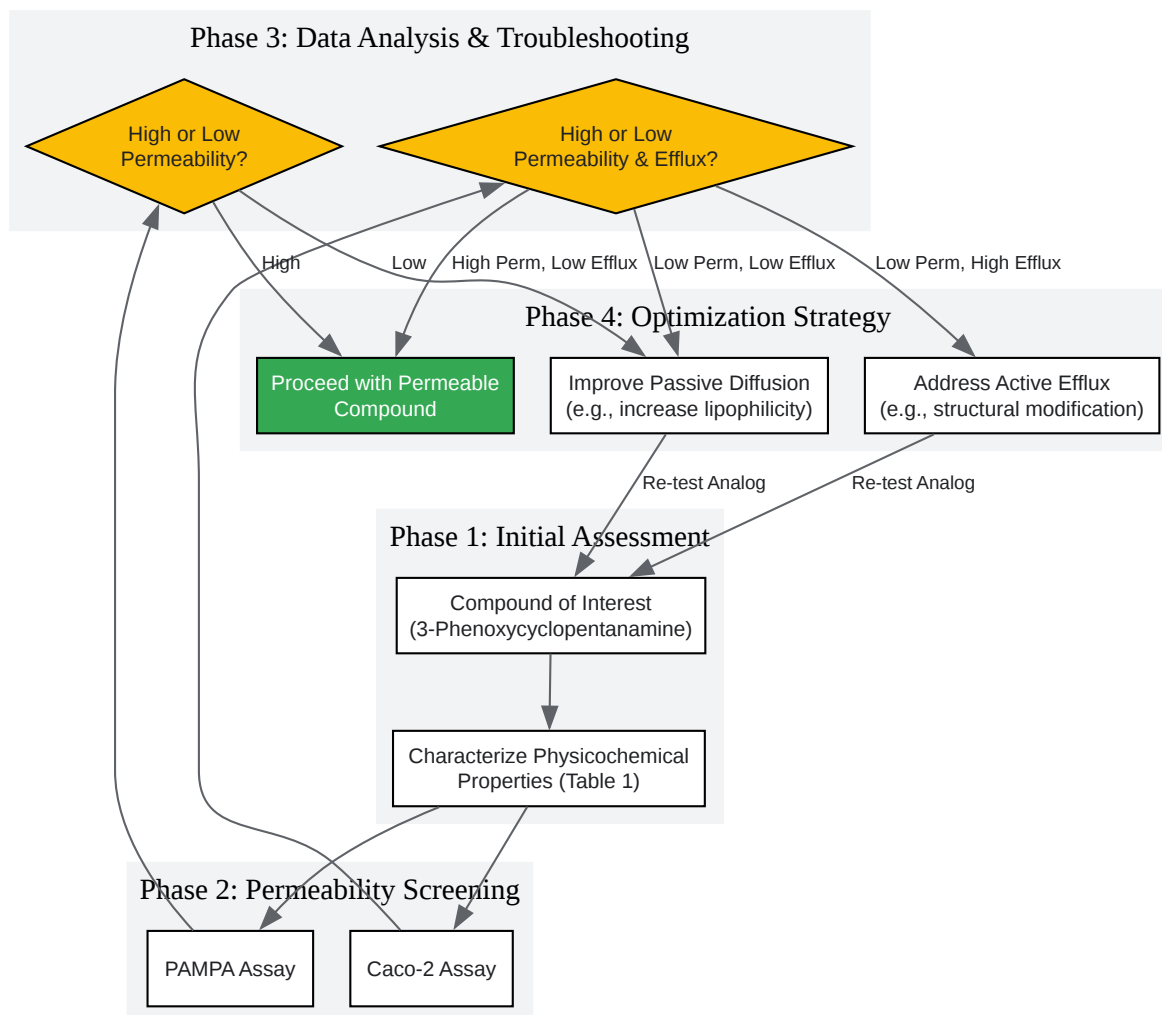 Phase 3: Data Analysis & Troubleshooting
High or Low
Permeability?
High or Low
Permeability & Efflux?
High
Low
High Perm, Low Efflux
Low Perm, Low Efflux
Low Perm, High Efflux
Phase 4: Optimization Strategy
Proceed with Permeable
Compound
Improve Passive Diffusion
(e.g., increase lipophilicity)
Address Active Efflux
(e.g., structural modification)
Re-test Analog
Re-test Analog
Phase 1: Initial Assessment
Compound of Interest
(3-Phenoxycyclopentanamine)
Characterize Physicochemical
Properties (Table 1)
Phase 2: Permeability Screening
PAMPA Assay
Caco-2 Assay